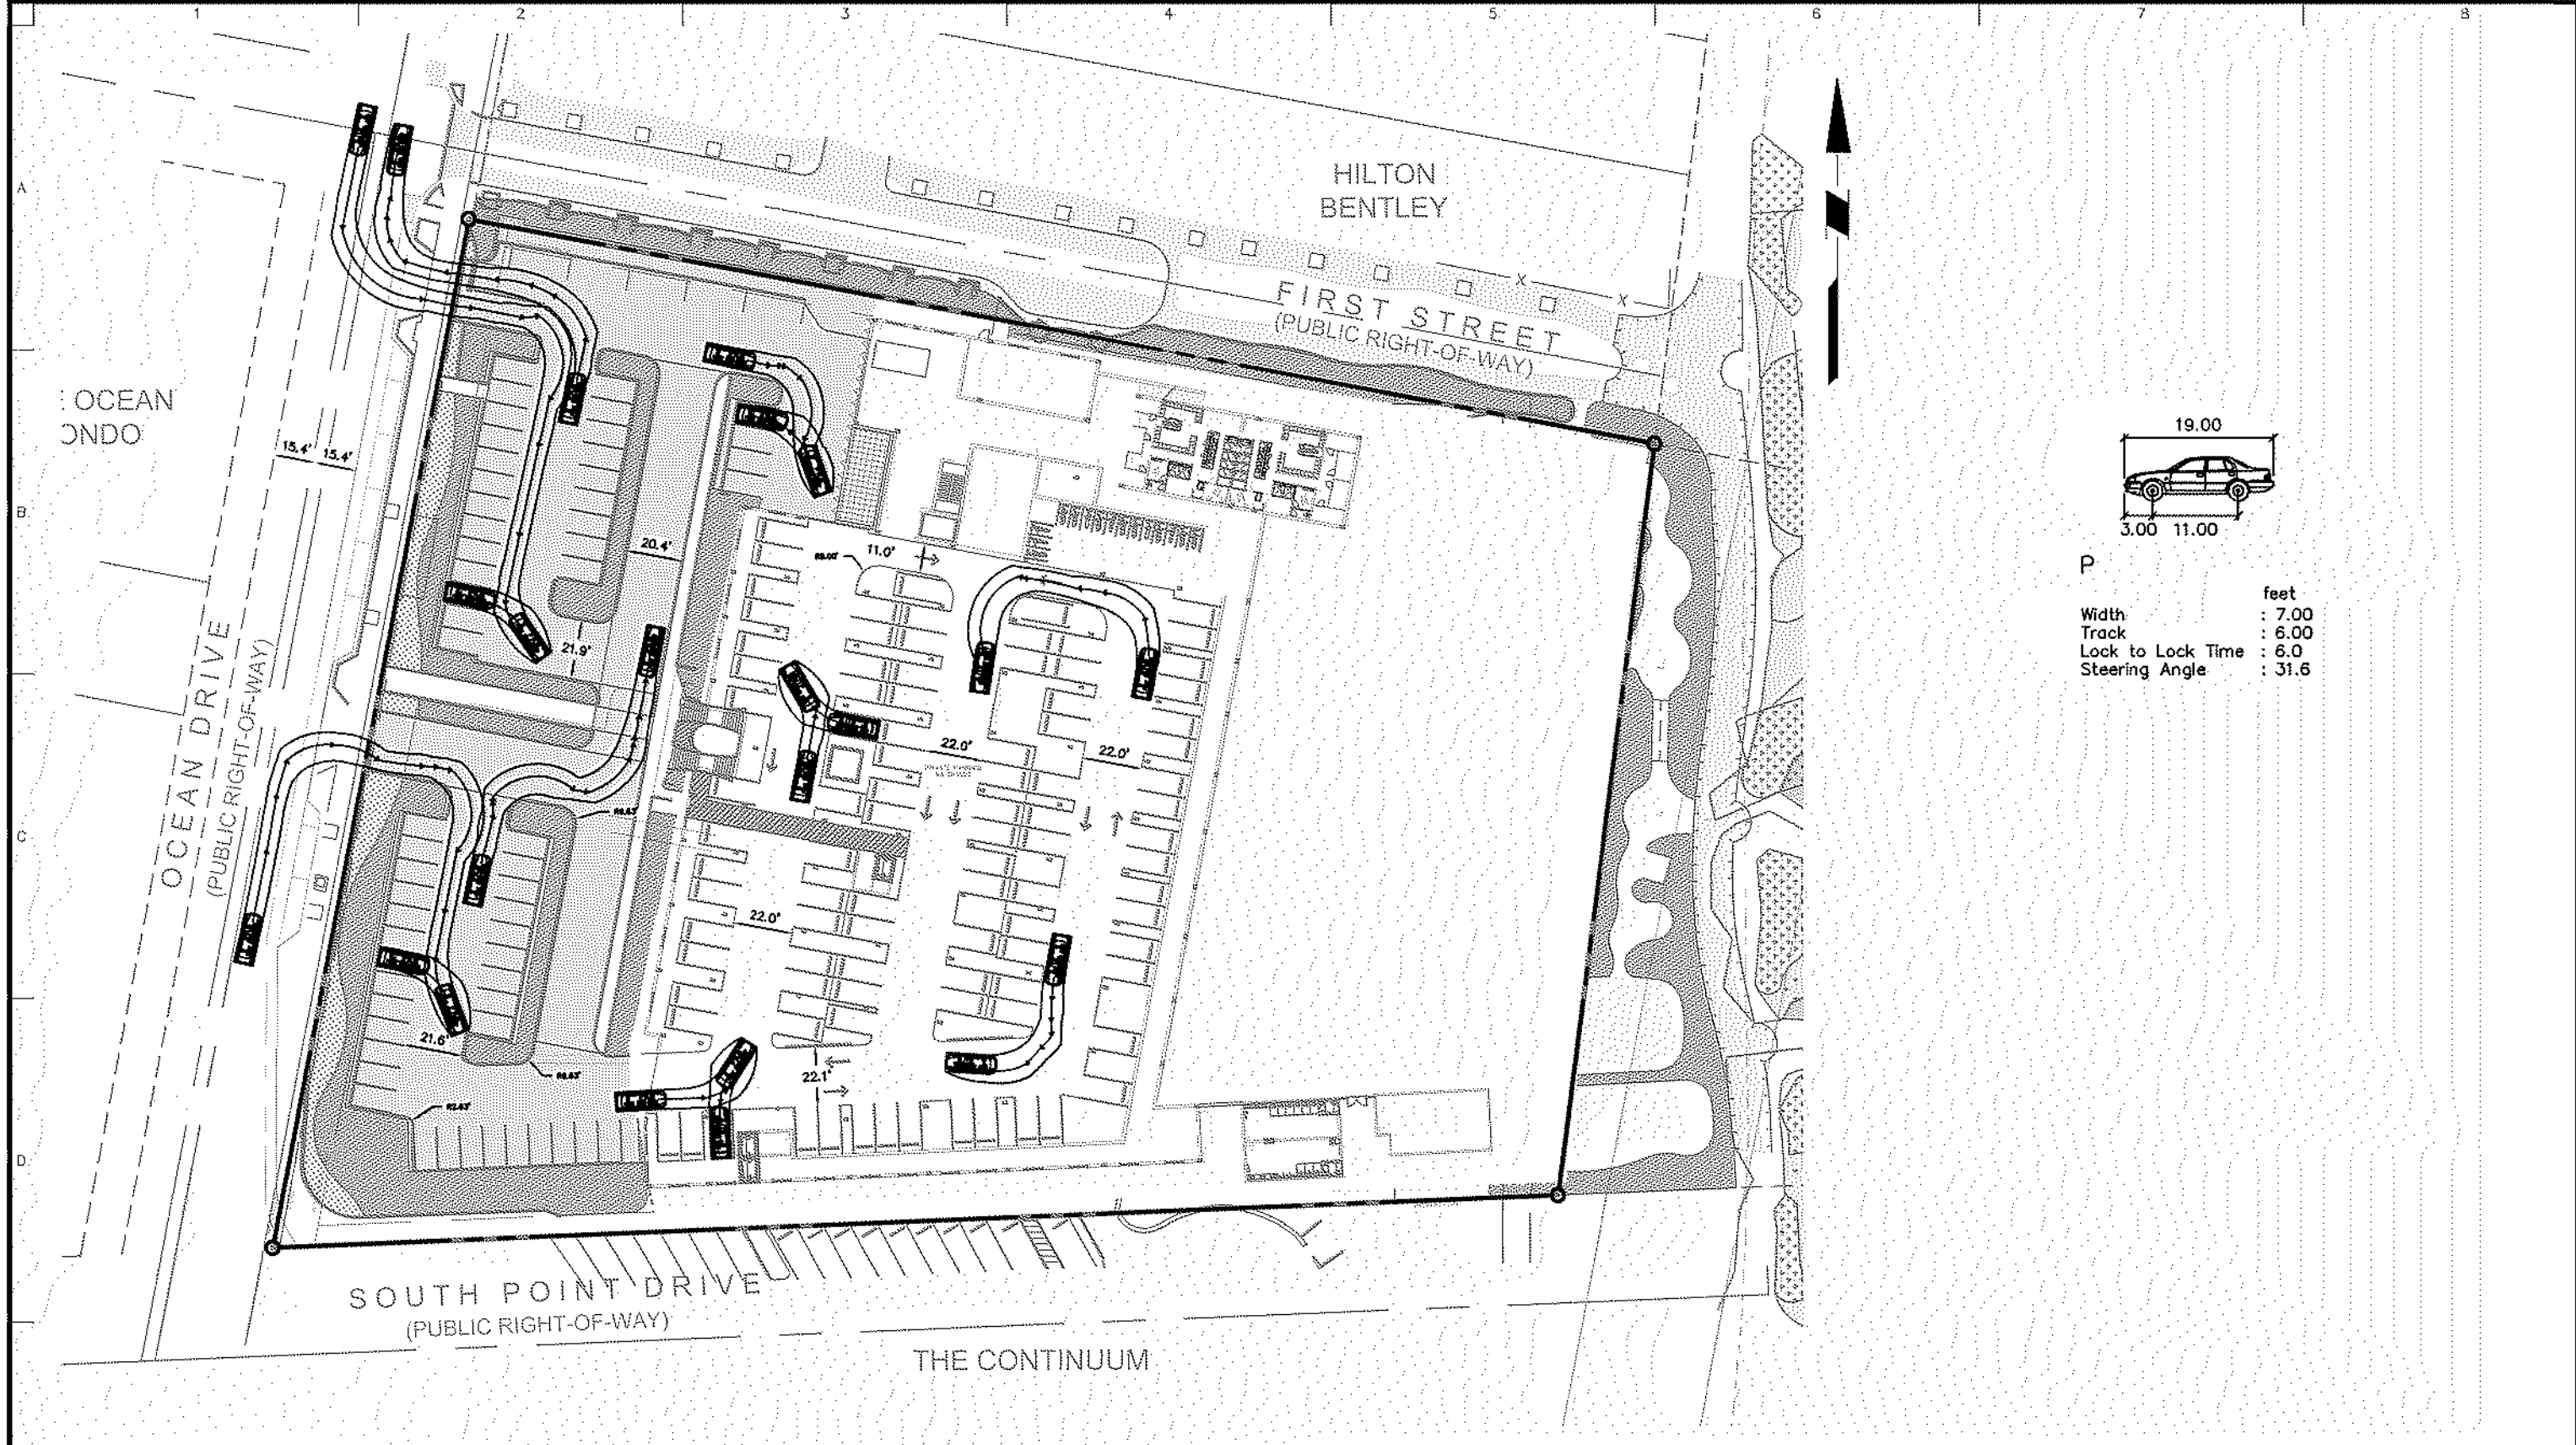 1 2 3 4 5 6 7 8
A
B
C
D
HILTON
BENTLEY
FIRST STREET
(PUBLIC RIGHT-OF-WAY)
: OCEAN
ONDO
15.4' 15.4'
20.4'
11.0'
21.9'
OCEAN DRIVE
(PUBLIC RIGHT-OF-WAY)
22.0'
22.0'
22.0'
21.6'
22.1'
SOUTH POINT DRIVE
(PUBLIC RIGHT-OF-WAY)
THE CONTINUUM
19.00
3.00 11.00
P
feet
Width : 7.00
Track : 6.00
Lock to Lock Time : 6.0
Steering Angle : 31.6